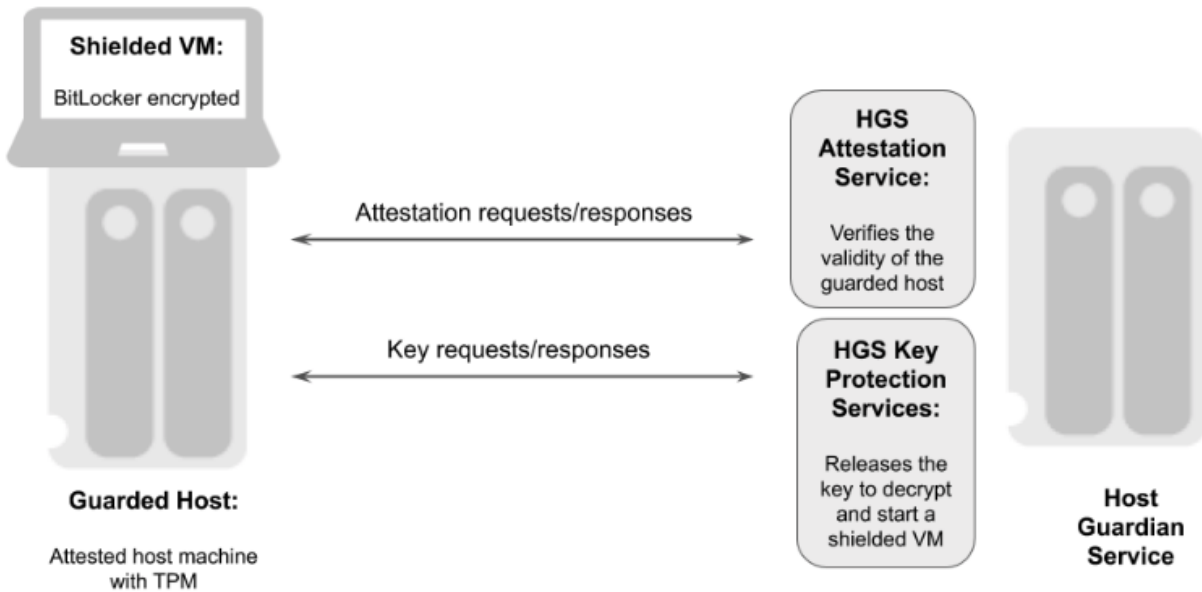 Shielded VM:
BitLocker encrypted
Guarded Host:
Attested host machine
with TPM
Attestation requests/responses
Key requests/responses
HGS
Attestation
Service:
Verifies the
validity of the
guarded host
HGS Key
Protection
Services:
Releases the
key to decrypt
and start a
shielded VM
Host
Guardian
Service